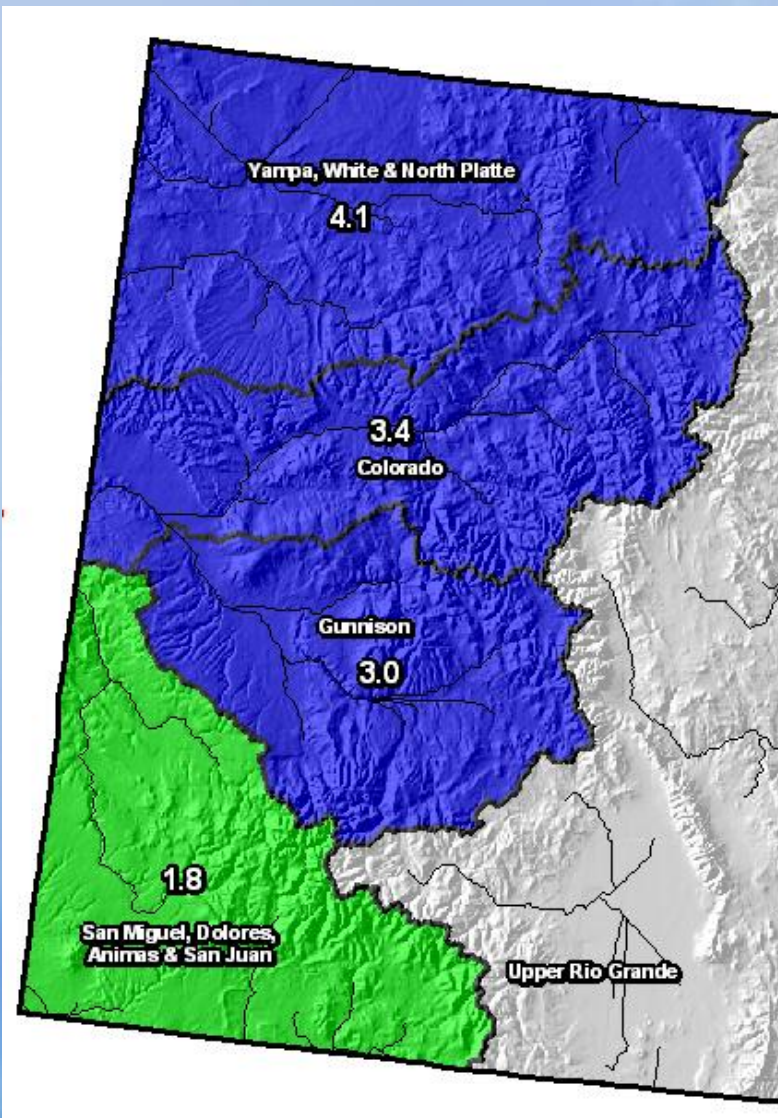 Yampa, White & North Platte
4.1
3.4
Colorado
Gunnison
3.0
1.8
San Miguel, Dolores,
Animas & San Juan
Upper Rio Grande